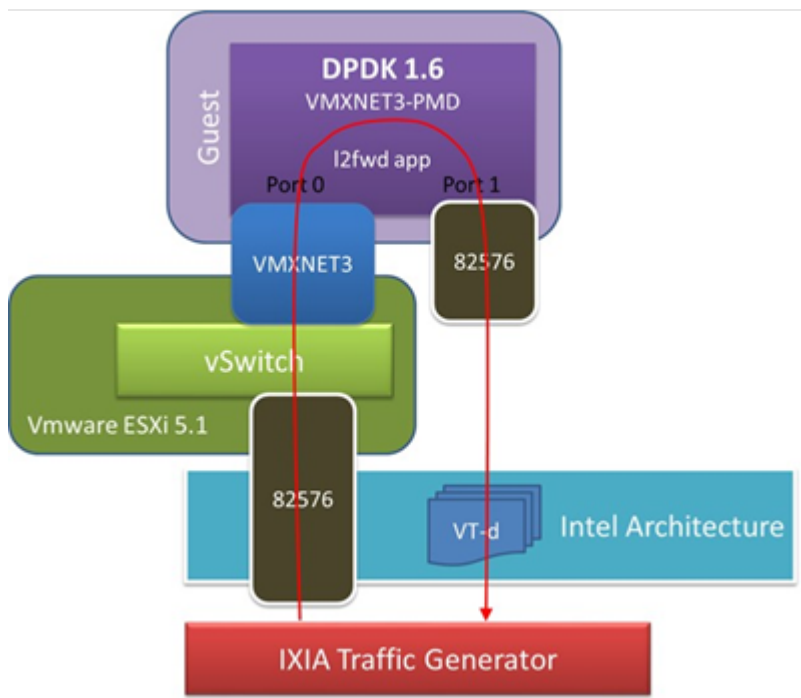 DPDK 1.6
VMXNET3-PMD
Guest
l2fwd app
Port 0
Port 1
VMXNET3
82576
vSwitch
Vmware ESXi 5.1
82576
VT-d
Intel Architecture
IXIA Traffic Generator